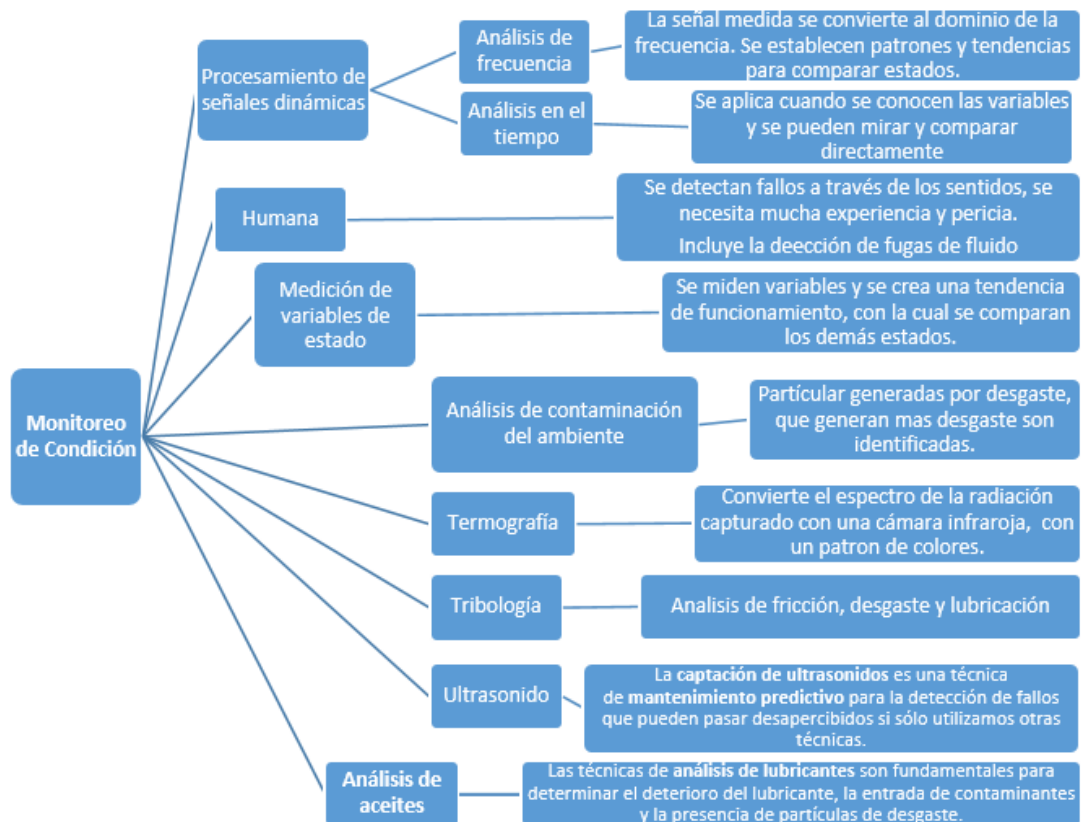 Monitoreo
de Condición
Procesamiento de
señales dinámicas
Análisis de
frecuencia
La señal medida se convierte al dominio de la
frecuencia. Se establecen patrones y tendencias
para comparar estados.
Análisis en el
tiempo
Se aplica cuando se conocen las variables
y se pueden mirar y comparar
directamente
Humana
Se detectan fallos a través de los sentidos, se
necesita mucha experiencia y pericia.
Incluye la deección de fugas de fluido
Medición de
variables de
estado
Se miden variables y se crea una tendencia
de funcionamiento, con la cual se comparan
los demás estados.
Análisis de contaminación
del ambiente
Partícular generadas por desgaste,
que generan mas desgaste son
identificadas.
Termografía
Convierte el espectro de la radiación
capturado con una cámara infraroja, con
un patron de colores.
Tribología
Analisis de fricción, desgaste y lubricación
Ultrasonido
La captación de ultrasonidos es una técnica
de mantenimiento predictivo para la detección de fallos
que pueden pasar desapercibidos si sólo utilizamos otras
técnicas.
Análisis de
aceites
Las técnicas de análisis de lubricantes son fundamentales para
determinar el deterioro del lubricante, la entrada de contaminantes
y la presencia de partículas de desgaste.